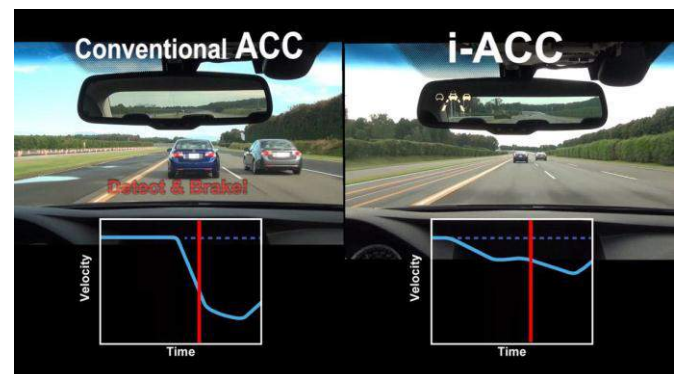 Conventional ACC
i-ACC
Detect & Brake!
Velocity
Time
Velocity
Time